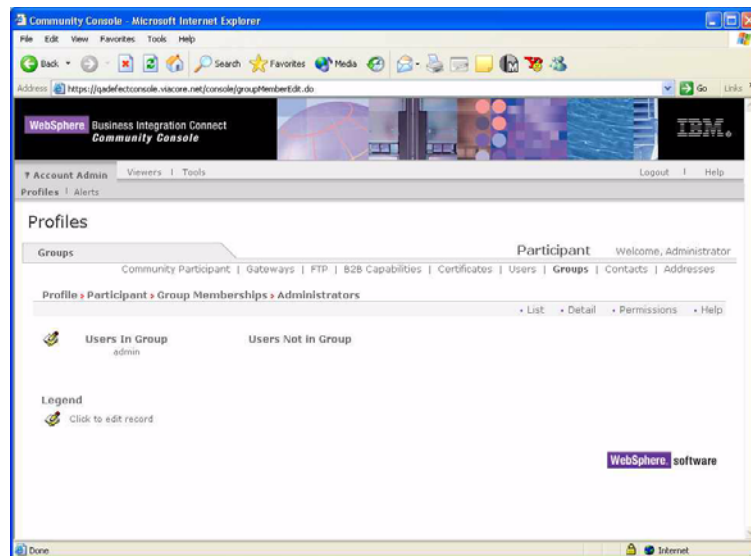 Community Console - Microsoft Internet Explorer
File Edit View Favorites Tools Help
Back Search Favorites Media
Address https://qadefectconsole.viacore.net/console/groupMemberEdit.do Go Links
WebSphere. Business Integration Connect
Community Console
IBM.
Account Admin Viewers | Tools Logout | Help
Profiles | Alerts
Profiles
Groups Participant Welcome, Administrator
Community Participant | Gateways | FTP | B2B Capabilities | Certificates | Users | Groups | Contacts | Addresses
Profile » Participant » Group Memberships » Administrators
• List • Detail • Permissions • Help
Users In Group Users Not in Group
admin
Legend
Click to edit record
WebSphere. software
Done Internet